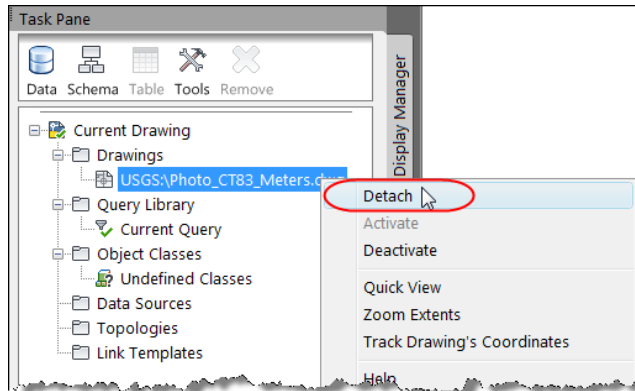 Task Pane
Data Schema Table Tools Remove
Display Manager
Current Drawing
Drawings
USGS:\Photo_CT83_Meters.dwg
Query Library
Current Query
Object Classes
Undefined Classes
Data Sources
Topologies
Link Templates
Detach
Activate
Deactivate
Quick View
Zoom Extents
Track Drawing's Coordinates
Help